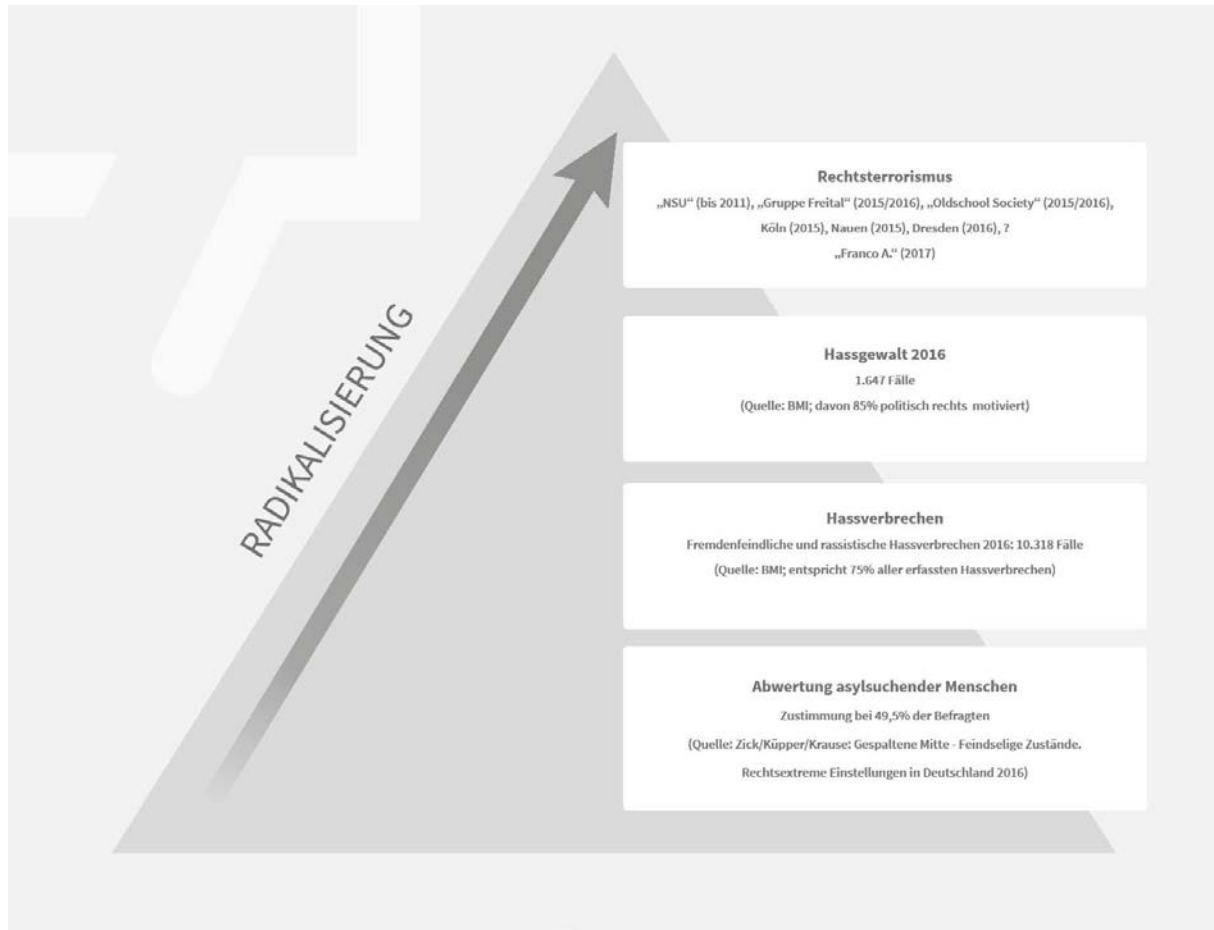 RADIKALISIERUNG
Rechtsterrorismus
„NSU“ (bis 2011), „Gruppe Freital“ (2015/2016), „Oldschool Society“ (2015/2016),
Köln (2015), Nauen (2015), Dresden (2016), ?
„Franco A.“ (2017)
Hassgewalt 2016
1.647 Fälle
(Quelle: BMI; davon 85% politisch rechts motiviert)
Hassverbrechen
Fremdenfeindliche und rassistische Hassverbrechen 2016: 10.318 Fälle
(Quelle: BMI; entspricht 75% aller erfassten Hassverbrechen)
Abwertung asylsuchender Menschen
Zustimmung bei 49,5% der Befragten
(Quelle: Zick/Küpper/Krause: Gespaltene Mitte - Feindselige Zustände.
Rechtsextreme Einstellungen in Deutschland 2016)